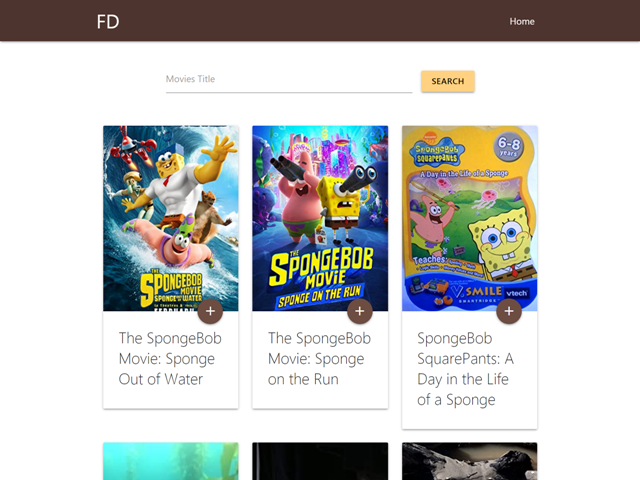 FD
Home
Movies Title
SEARCH
THE
SPONGEBOB
MOVIE
SPONGE OUT OF WATER
FEBRUARY
+
The SpongeBob
Movie: Sponge
Out of Water
THE
SPONGEBOB
MOVIE
SPONGE ON THE RUN
+
The SpongeBob
Movie: Sponge
on the Run
SpongeBob
SQUAREPANTS
6-8
years
A Day in the Life of a Sponge
Teaches:
V.SMILE
SMARTRIDGE
vtech
+
SpongeBob
SquarePants: A
Day in the Life
of a Sponge